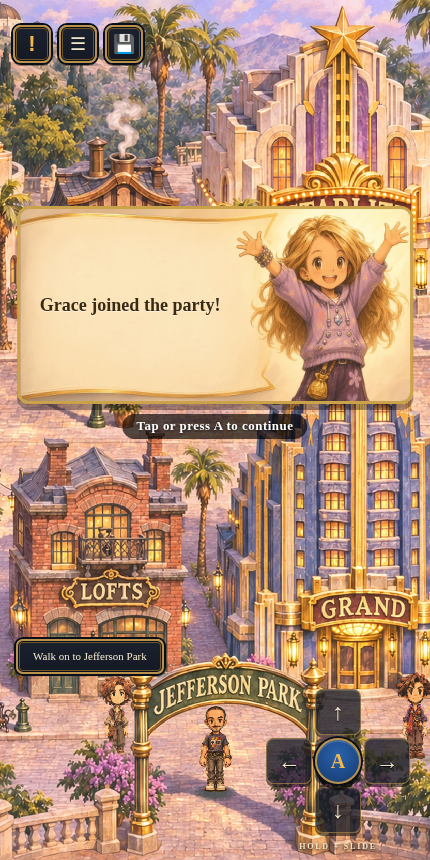 !
☰
Grace joined the party!
Tap or press A to continue
LOFTS
GRAND
Walk on to Jefferson Park
JEFFERSON PARK
↑
← A →
↓
HOLD + SLIDE